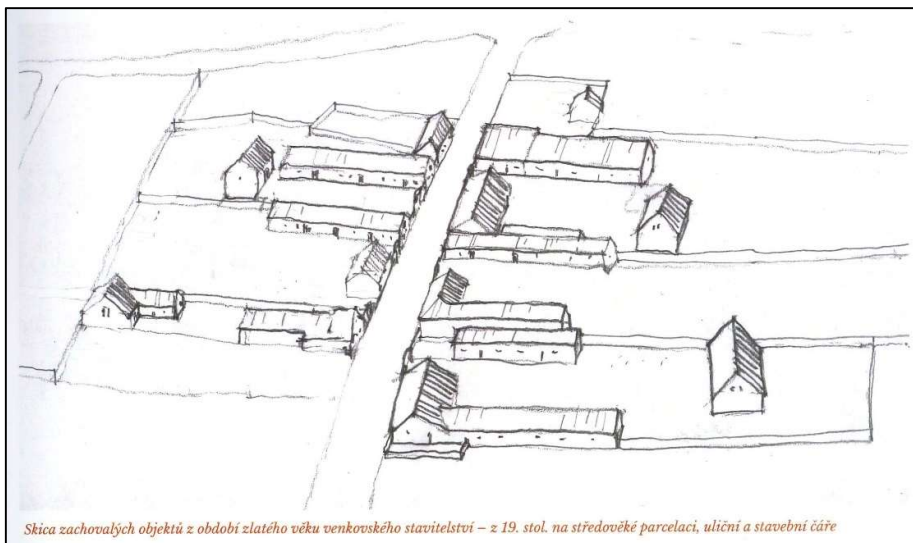 Skica zachovalých objektů z období zlatého věku venkovského stavitelství – z 19. stol. na středověké parcelaci, uliční a stavební čáře